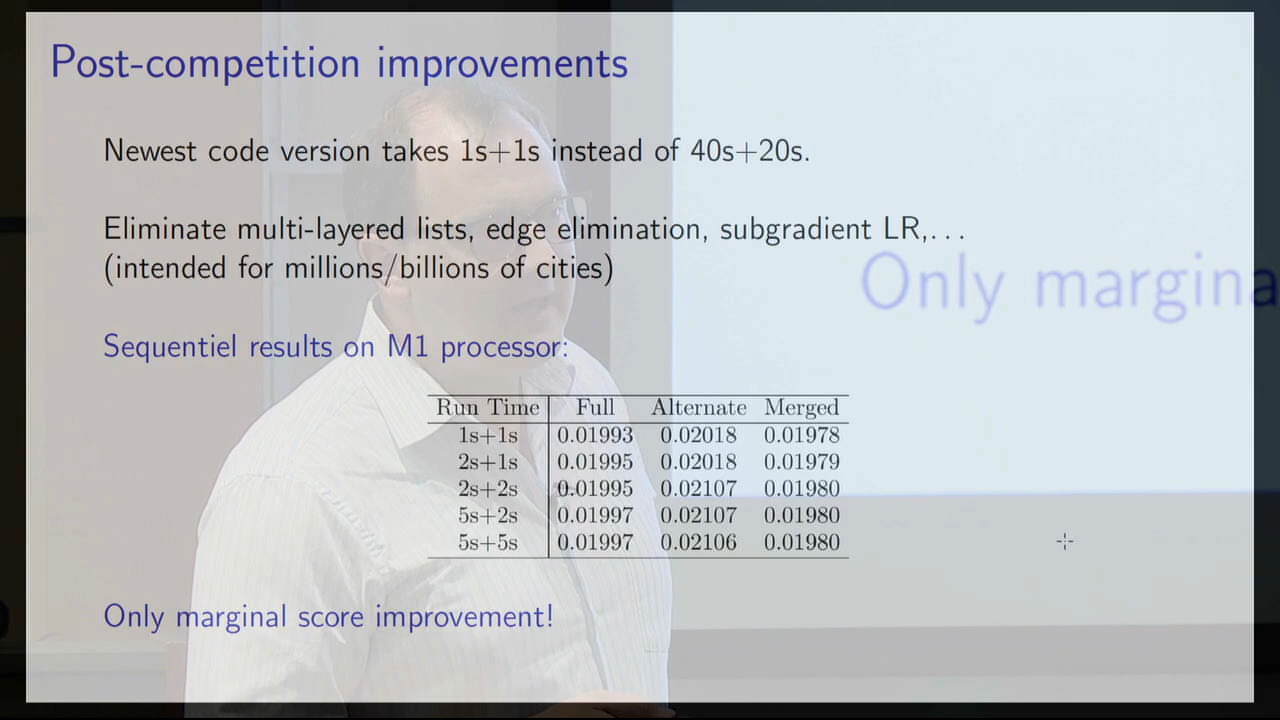 Post-competition improvements
Newest code version takes 1s+1s instead of 40s+20s.
Eliminate multi-layered lists, edge elimination, subgradient LR,...
(intended for millions/billions of cities)
Only margina
Sequentiel results on M1 processor:
Run Time Full Alternate Merged
1s+1s 0.01993 0.02018 0.01978
2s+1s 0.01995 0.02018 0.01979
2s+2s 0.01995 0.02107 0.01980
5s+2s 0.01997 0.02107 0.01980
5s+5s 0.01997 0.02106 0.01980
Only marginal score improvement!